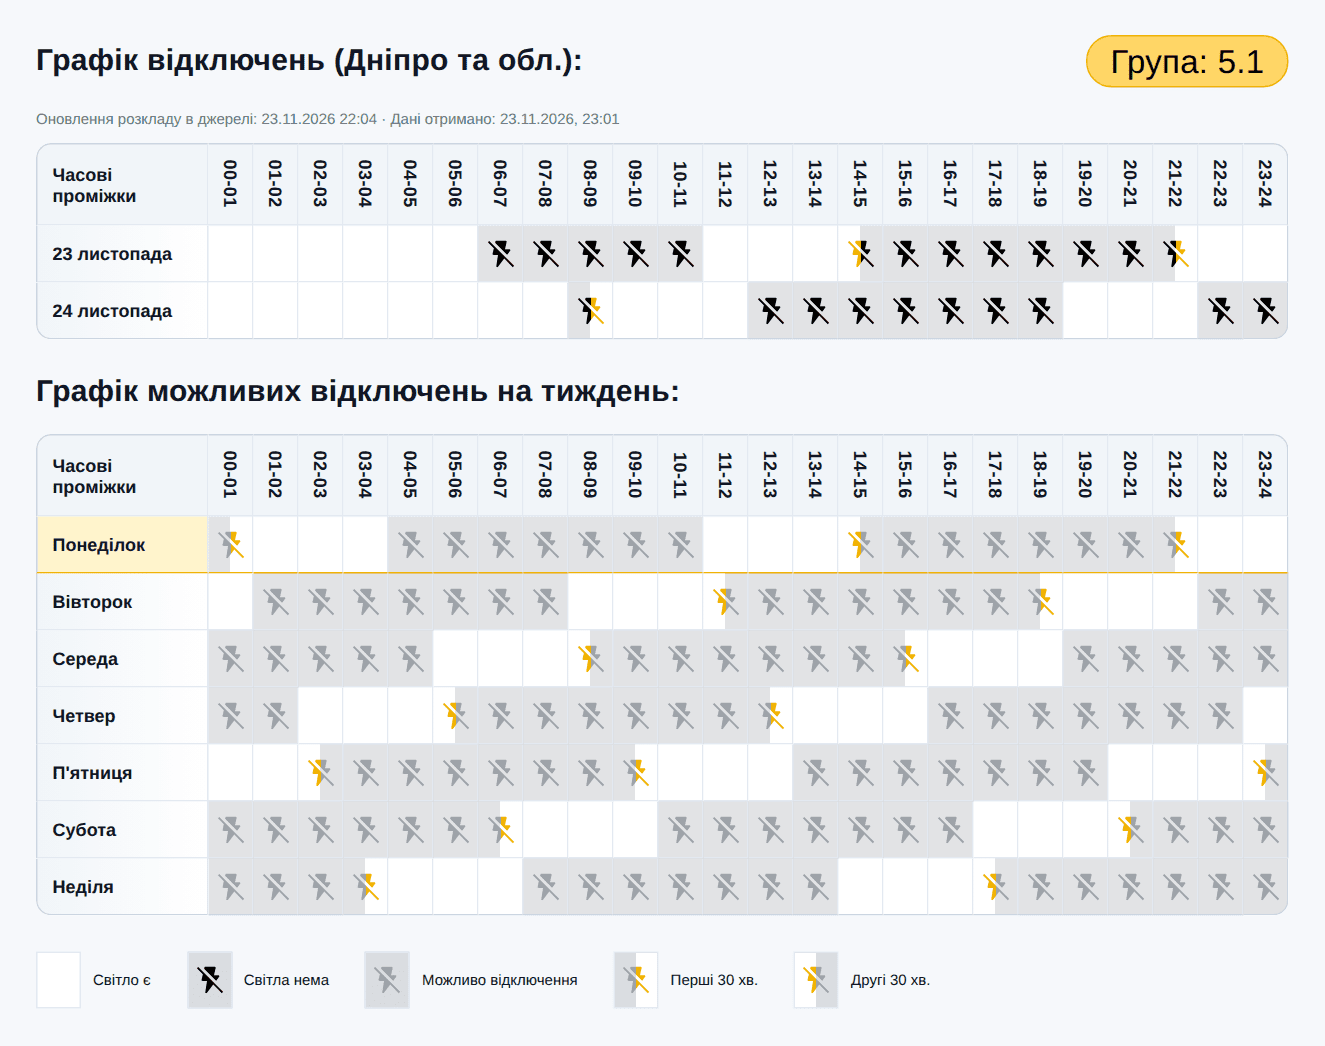 Графік відключень (Дніпро та обл.):
Група: 5.1
Оновлення розкладу в джерелі: 23.11.2026 22:04 · Дані отримано: 23.11.2026, 23:01
Часові проміжки 00-01 01-02 02-03 03-04 04-05 05-06 06-07 07-08 08-09 09-10 10-11 11-12 12-13 13-14 14-15 15-16 16-17 17-18 18-19 19-20 20-21 21-22 22-23 23-24
23 листопада
24 листопада
Графік можливих відключень на тиждень:
Часові проміжки 00-01 01-02 02-03 03-04 04-05 05-06 06-07 07-08 08-09 09-10 10-11 11-12 12-13 13-14 14-15 15-16 16-17 17-18 18-19 19-20 20-21 21-22 22-23 23-24
Понеділок
Вівторок
Середа
Четвер
П'ятниця
Субота
Неділя
Світло є Світла нема Можливо відключення Перші 30 хв. Другі 30 хв.